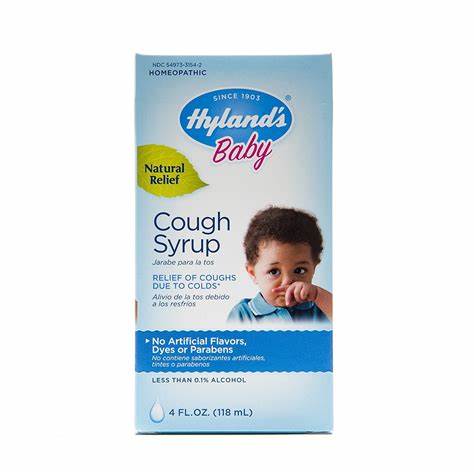 NDC 54973-3154-2
HOMEOPATHIC
SINCE 1903
Hyland's
Baby
Natural
Relief
Cough
Syrup
Jarabe para la tos
RELIEF OF COUGHS
DUE TO COLDS*
Alivio de la tos debido
a los resfríos
No Artificial Flavors,
Dyes or Parabens
No contiene saborizantes artificiales,
tintes o parabenos
LESS THAN 0.1% ALCOHOL
4 FL.OZ. (118 mL)